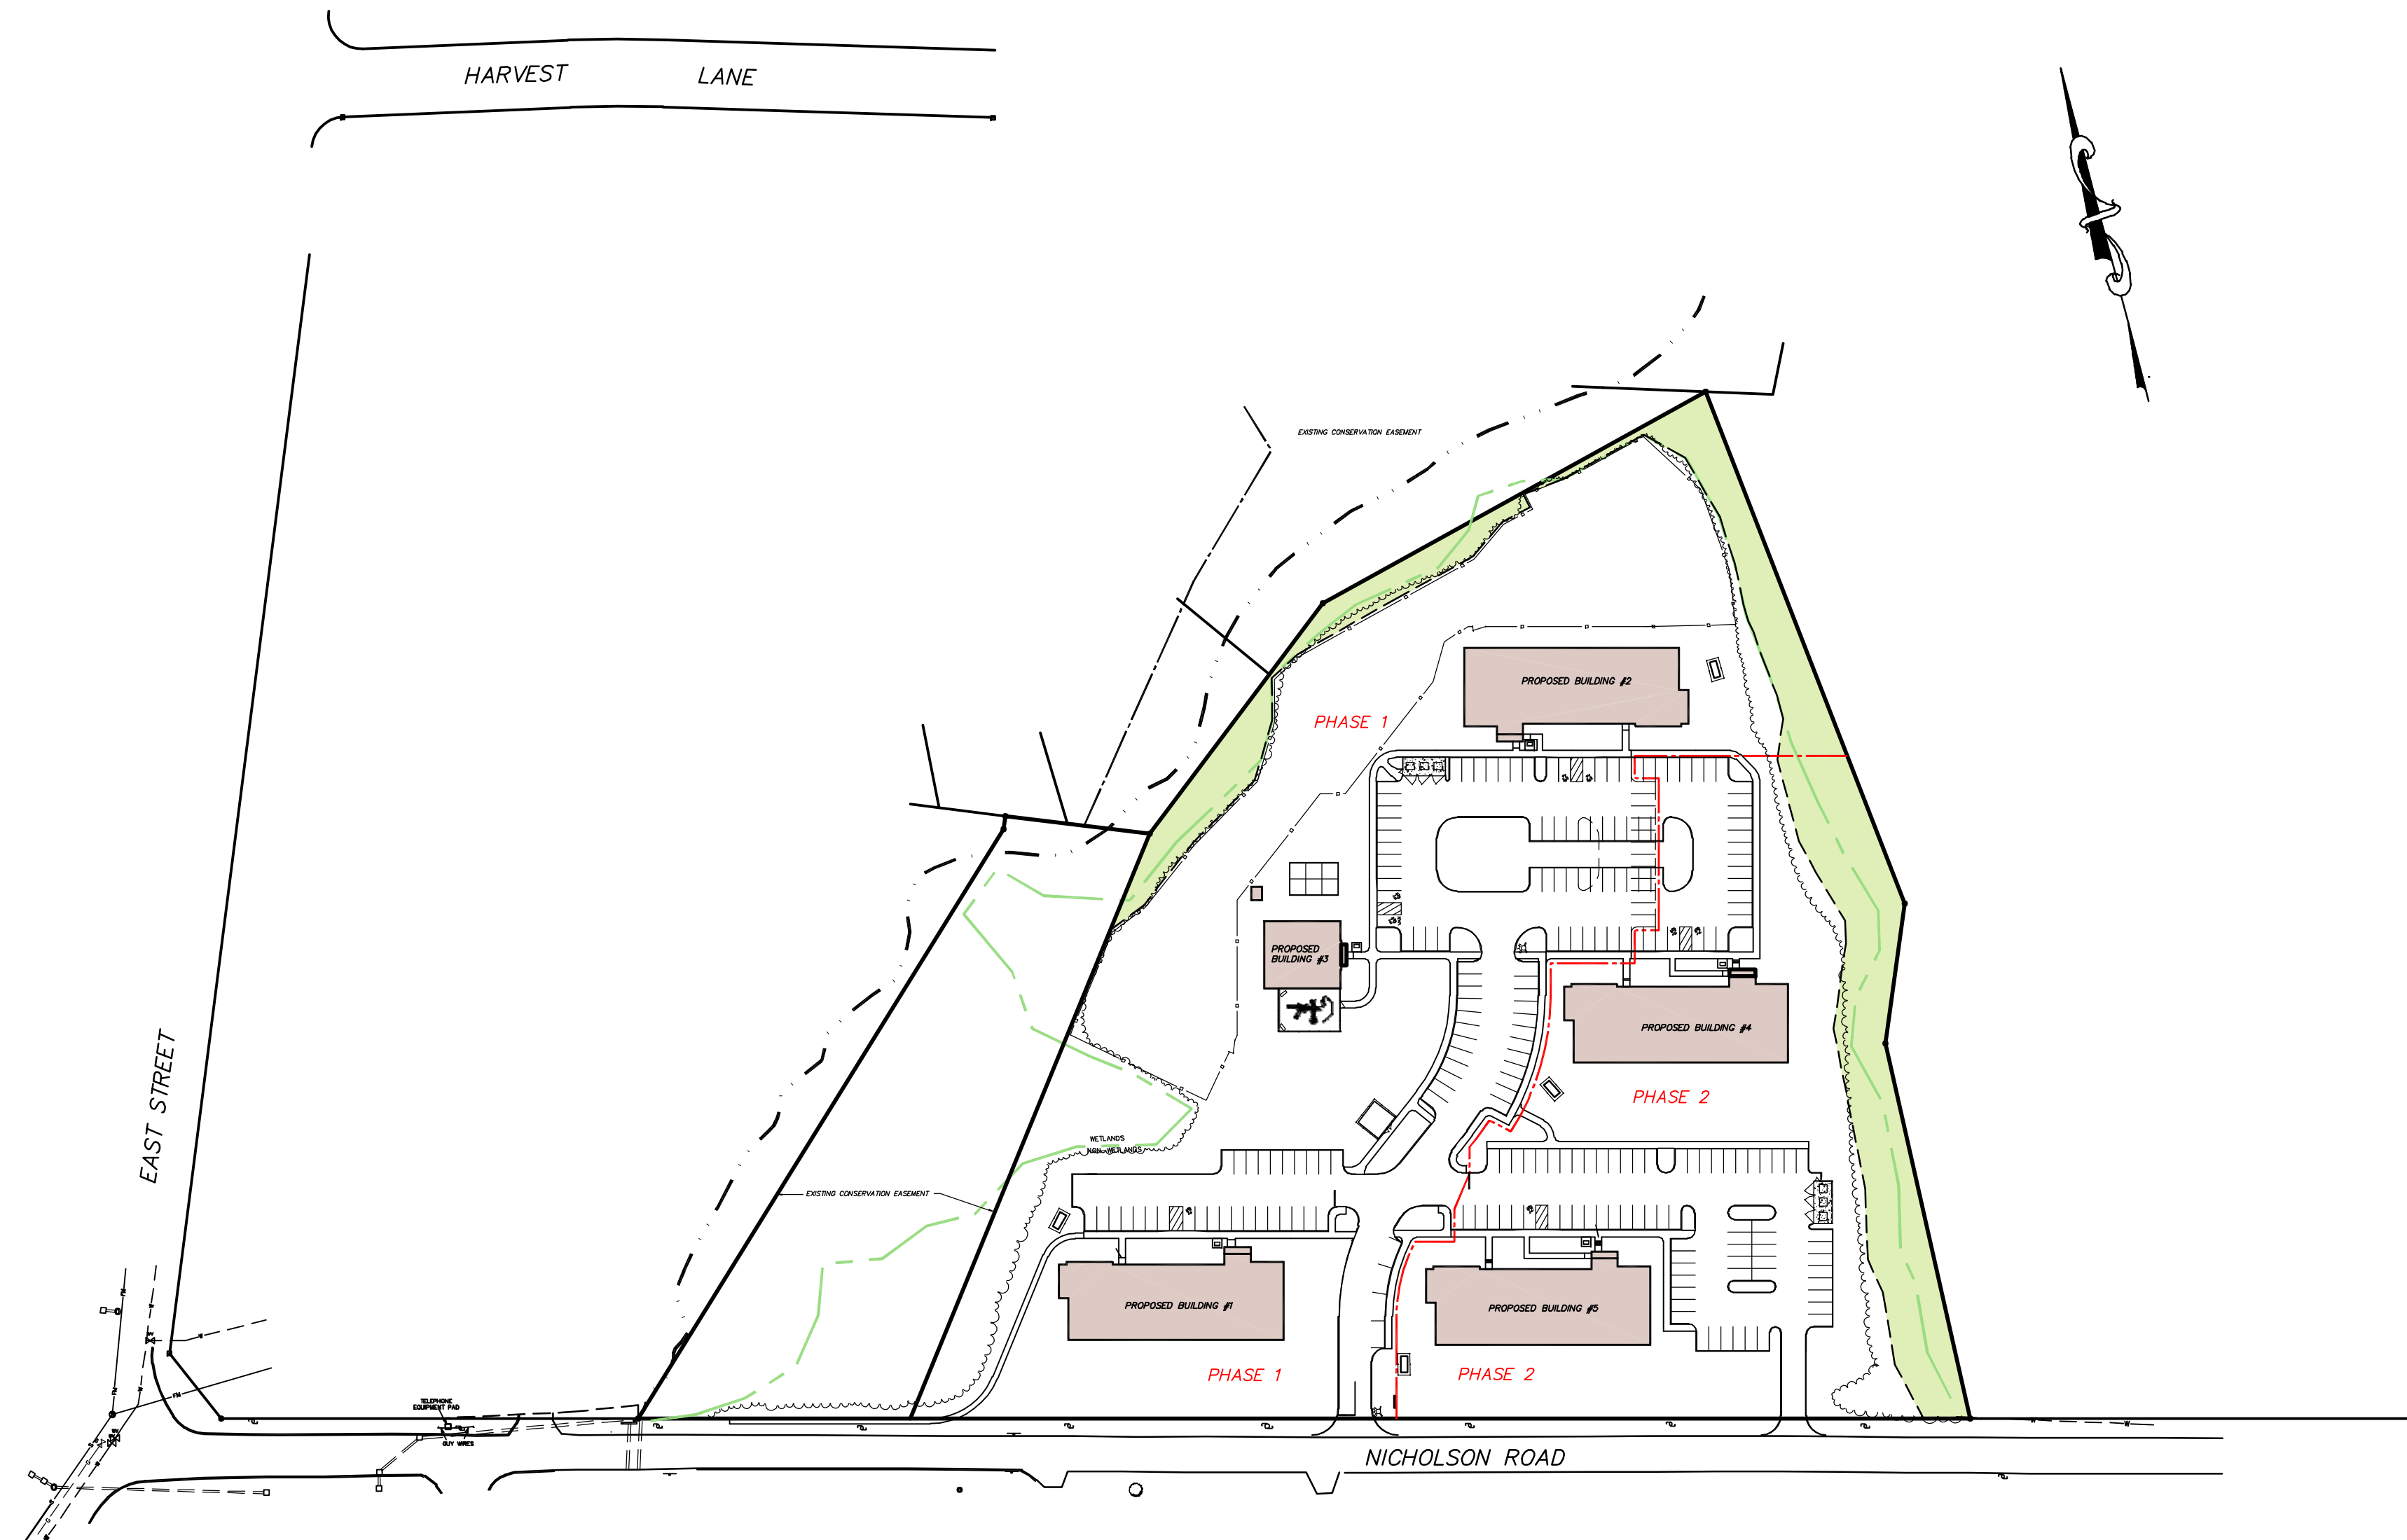 HARVEST LANE
EXISTING CONSERVATION EASEMENT
PROPOSED BUILDING #2
PHASE 1
PROPOSED
BUILDING #3
PROPOSED BUILDING #4
EAST STREET
PHASE 2
WETLANDS
NON-WETLANDS
EXISTING CONSERVATION EASEMENT
PROPOSED BUILDING #1
PROPOSED BUILDING #5
PHASE 1
PHASE 2
TELEPHONE
EQUIPMENT PAD
GUY WIRES
NICHOLSON ROAD